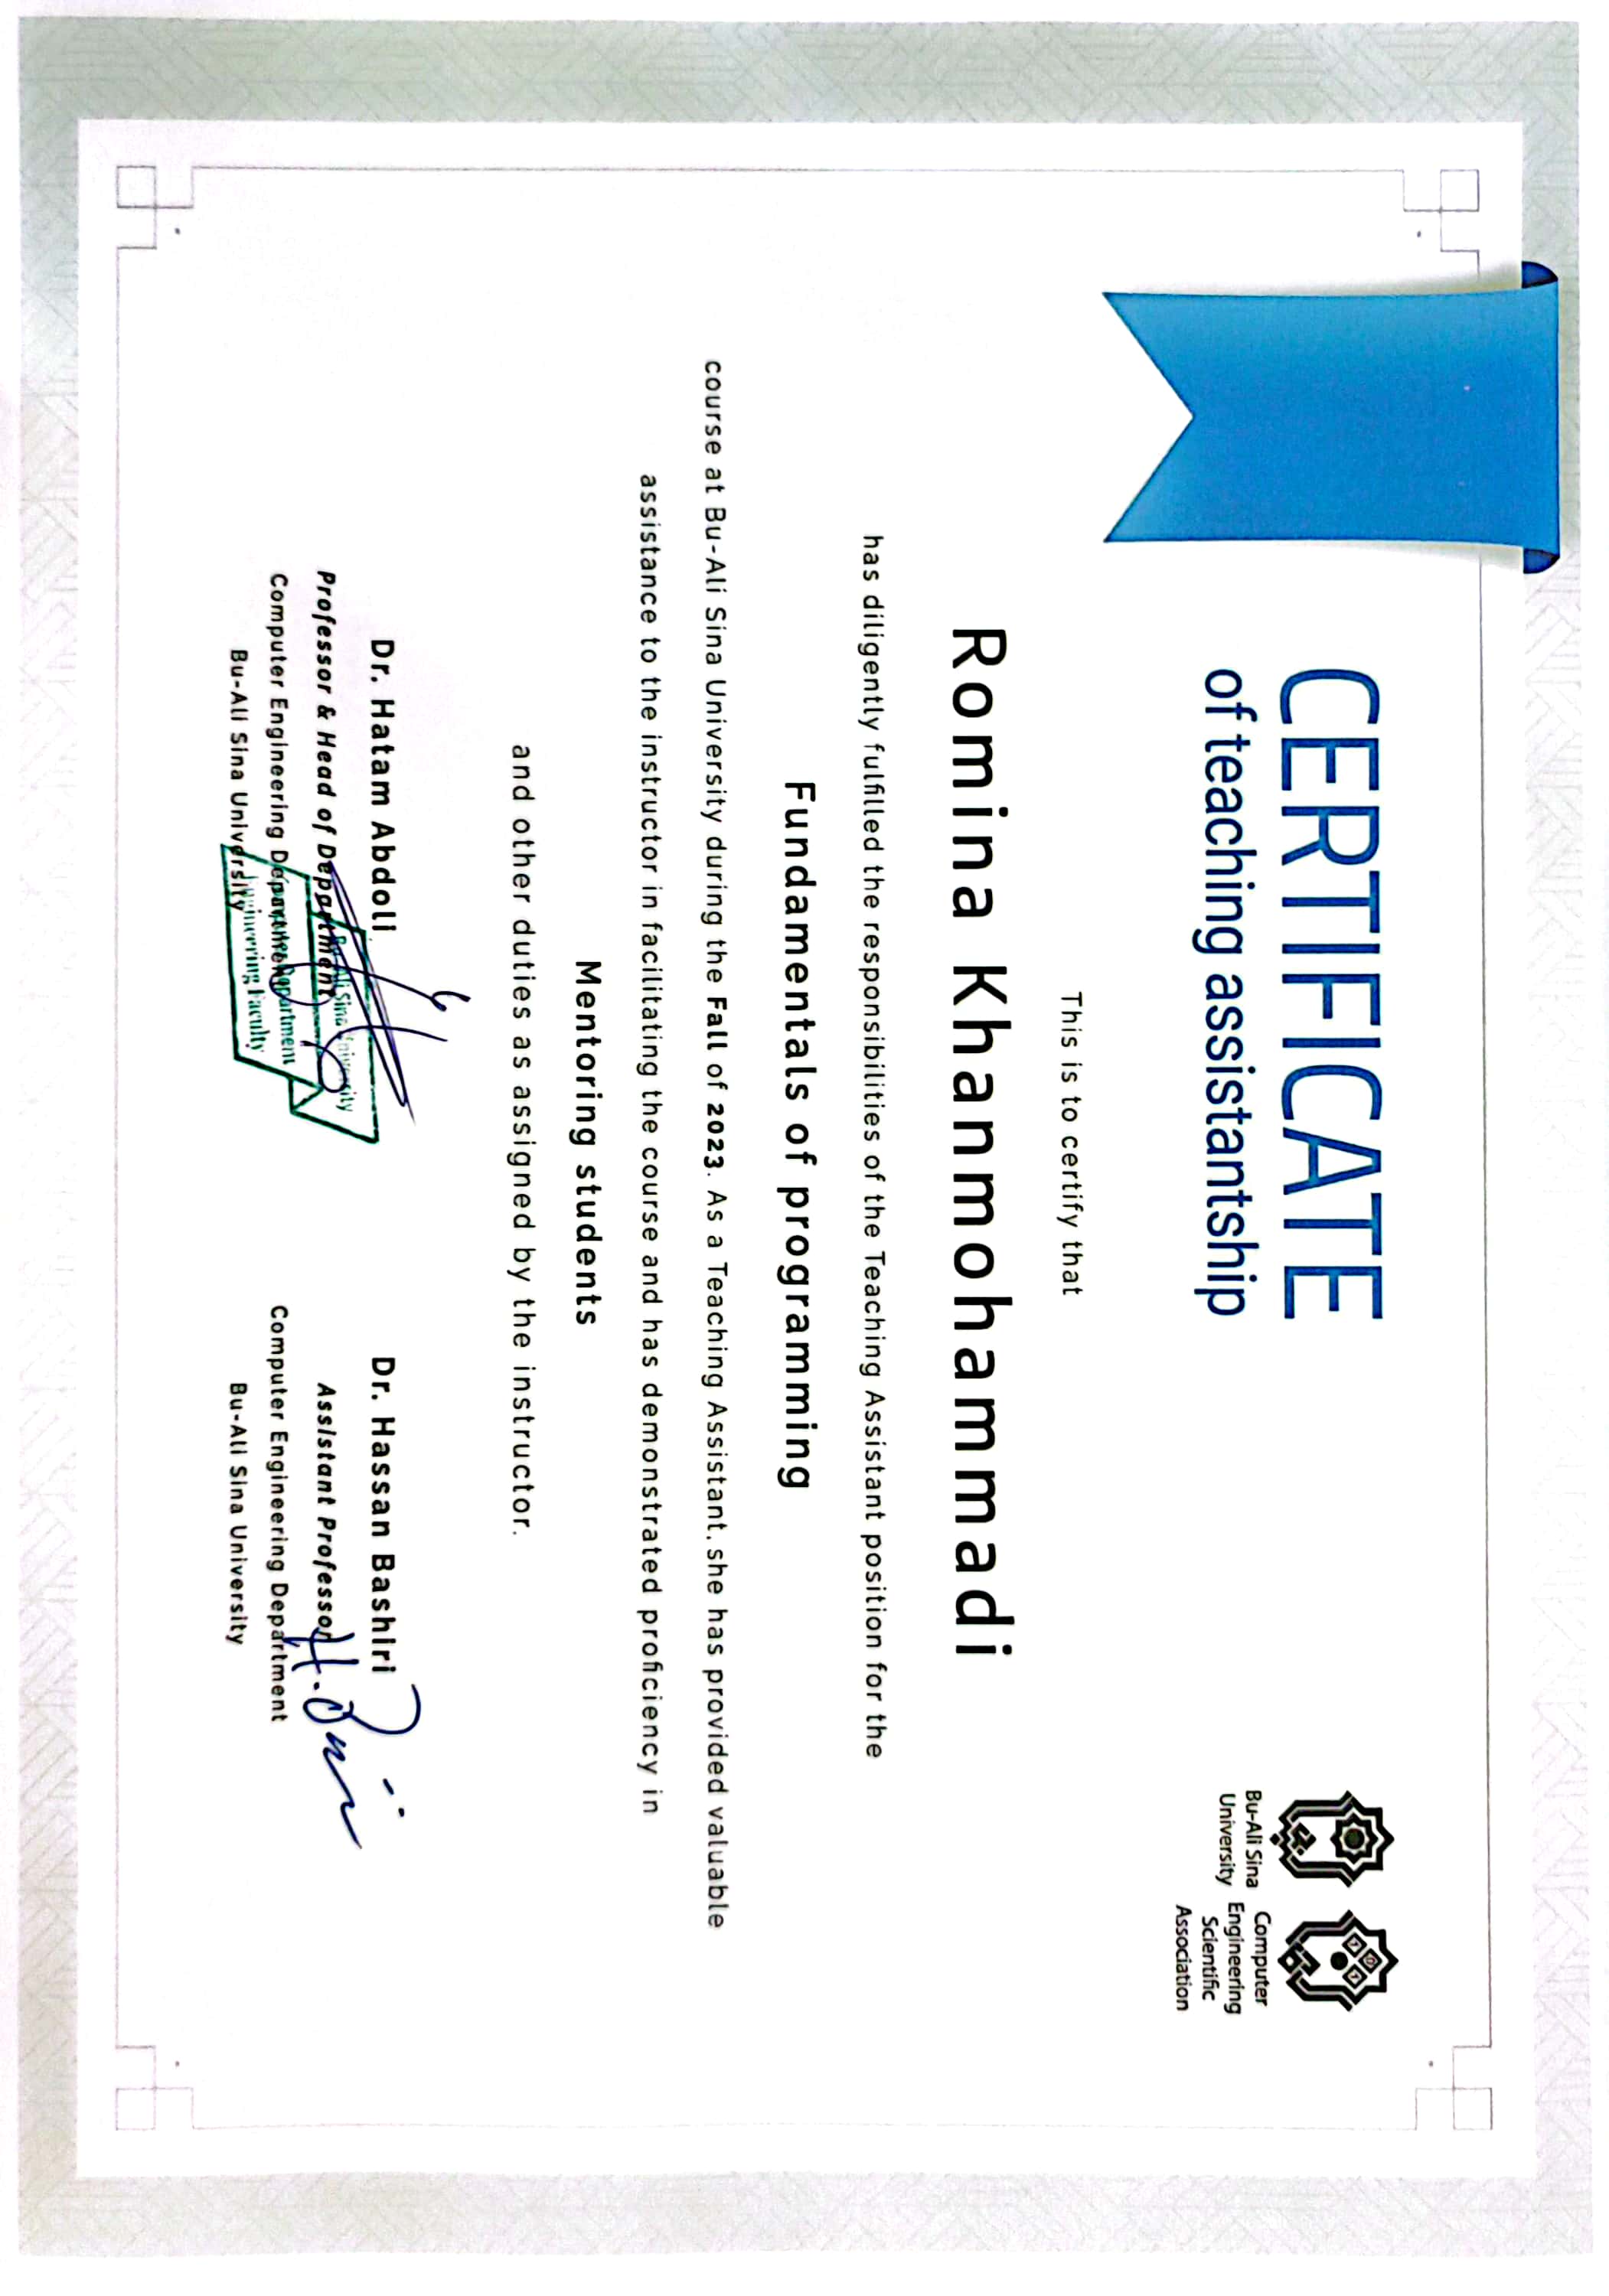 CERTIFICATE
of teaching assistantship
Bu-Ali Sina
University
Computer
Engineering
Scientific
Association
This is to certify that
Romina Khanmohammadi
has diligently fulfilled the responsibilities of the Teaching Assistant position for the
Fundamentals of programming
course at Bu-Ali Sina University during the Fall of 2023. As a Teaching Assistant, she has provided valuable
assistance to the instructor in facilitating the course and has demonstrated proficiency in
Mentoring students
and other duties as assigned by the instructor.
Dr. Hatam Abdoli
Professor & Head of Department
Computer Engineering Department
Bu-Ali Sina University
Bu-Ali Sina University
Computer Department
Engineering Faculty
Dr. Hassan Bashiri
Assistant Professor
Computer Engineering Department
Bu-Ali Sina University